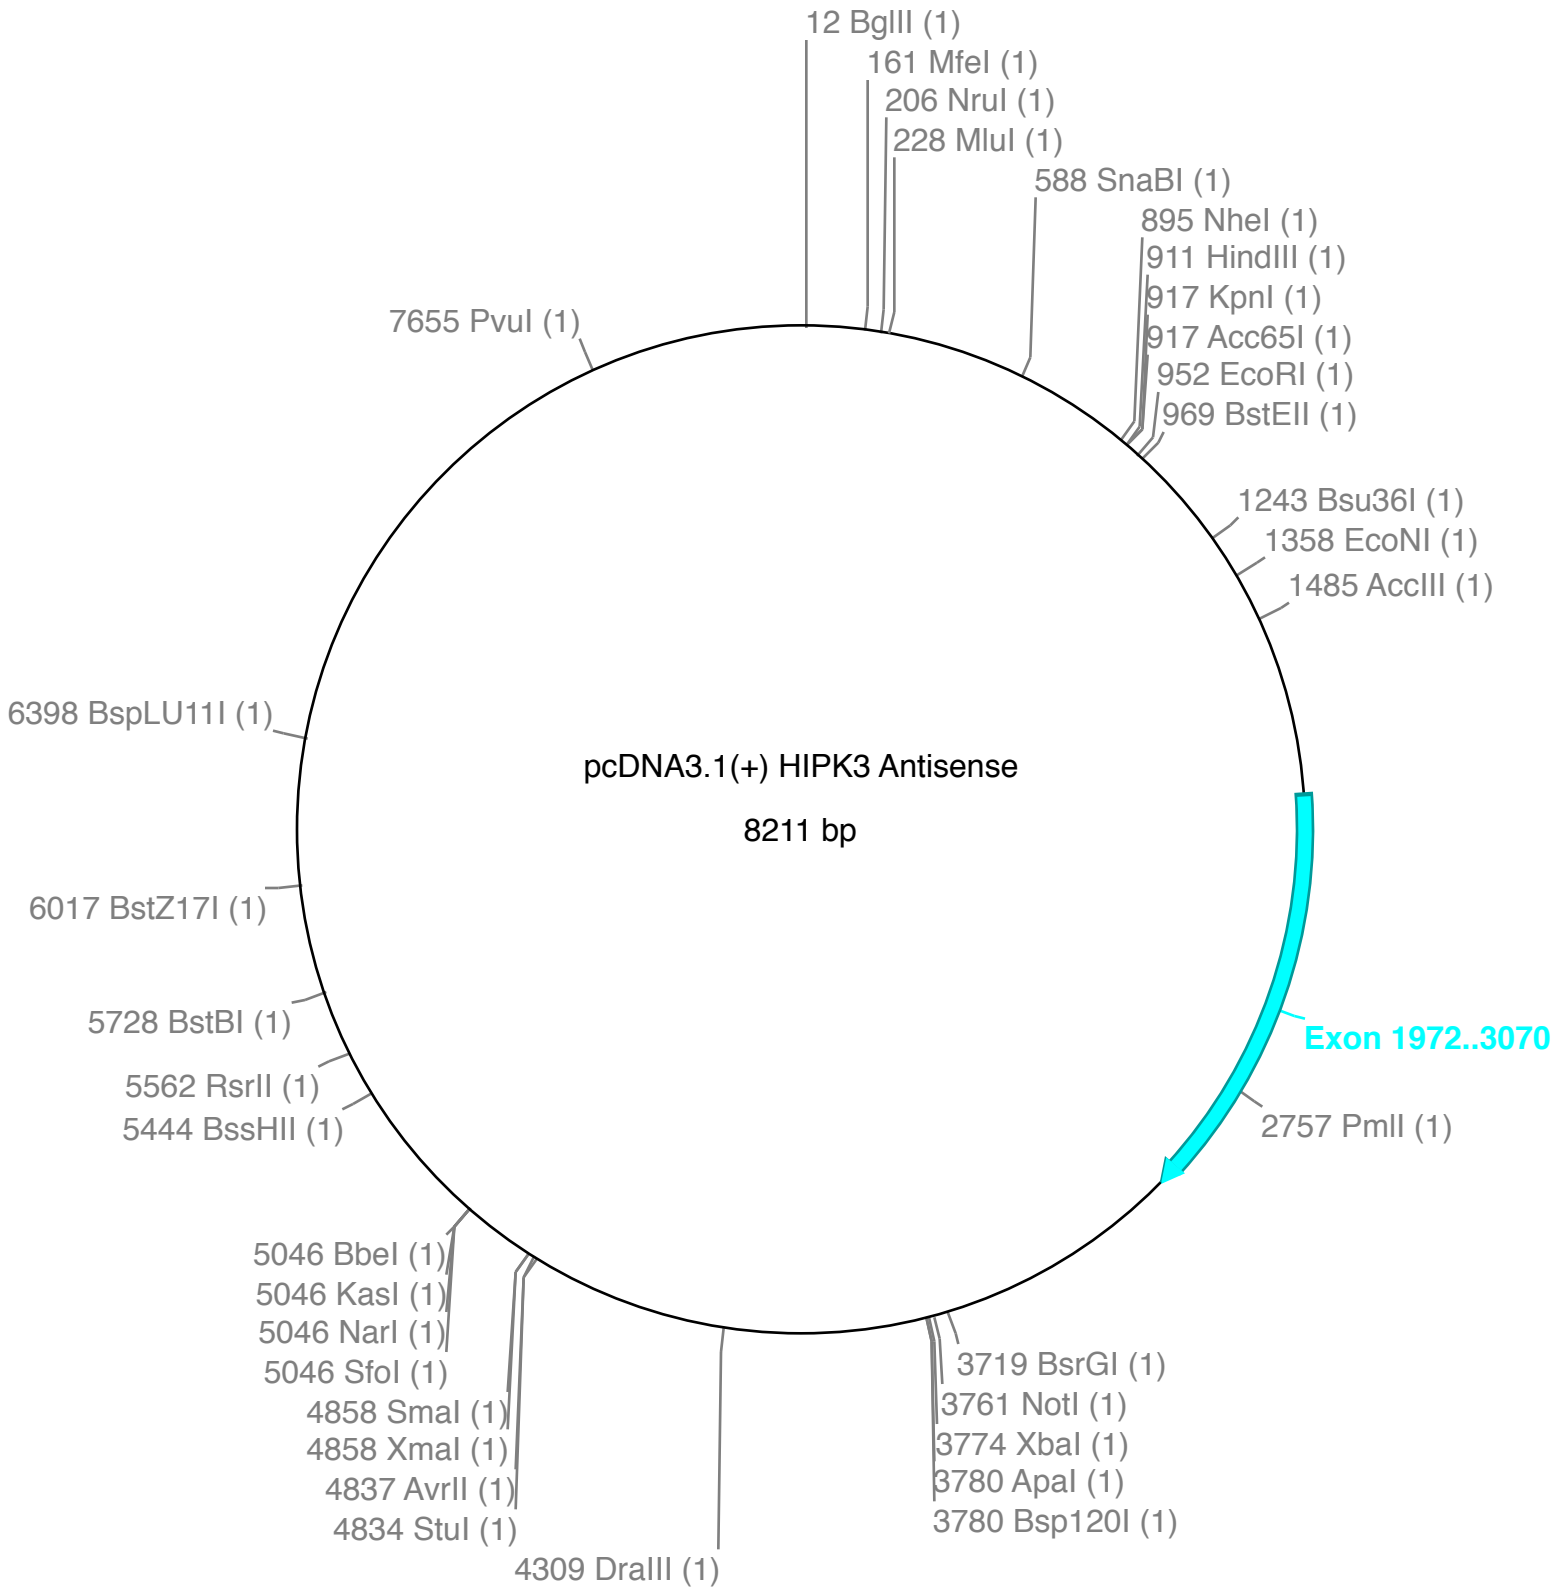 12 BglII (1)
161 MfeI (1)
206 NruI (1)
228 MluI (1)
588 SnaBI (1)
895 NheI (1)
911 HindIII (1)
917 KpnI (1)
917 Acc65I (1)
952 EcoRI (1)
969 BstEII (1)
1243 Bsu36I (1)
1358 EcoNI (1)
1485 AccIII (1)
Exon 1972..3070
2757 PmlI (1)
3719 BsrGI (1)
3761 NotI (1)
3774 XbaI (1)
3780 ApaI (1)
3780 Bsp120I (1)
4309 DraIII (1)
4834 StuI (1)
4837 AvrII (1)
4858 XmaI (1)
4858 SmaI (1)
5046 SfoI (1)
5046 NarI (1)
5046 KasI (1)
5046 BbeI (1)
5444 BssHII (1)
5562 RsrII (1)
5728 BstBI (1)
6017 BstZ17I (1)
6398 BspLU11I (1)
7655 PvuI (1)
pcDNA3.1(+) HIPK3 Antisense
8211 bp